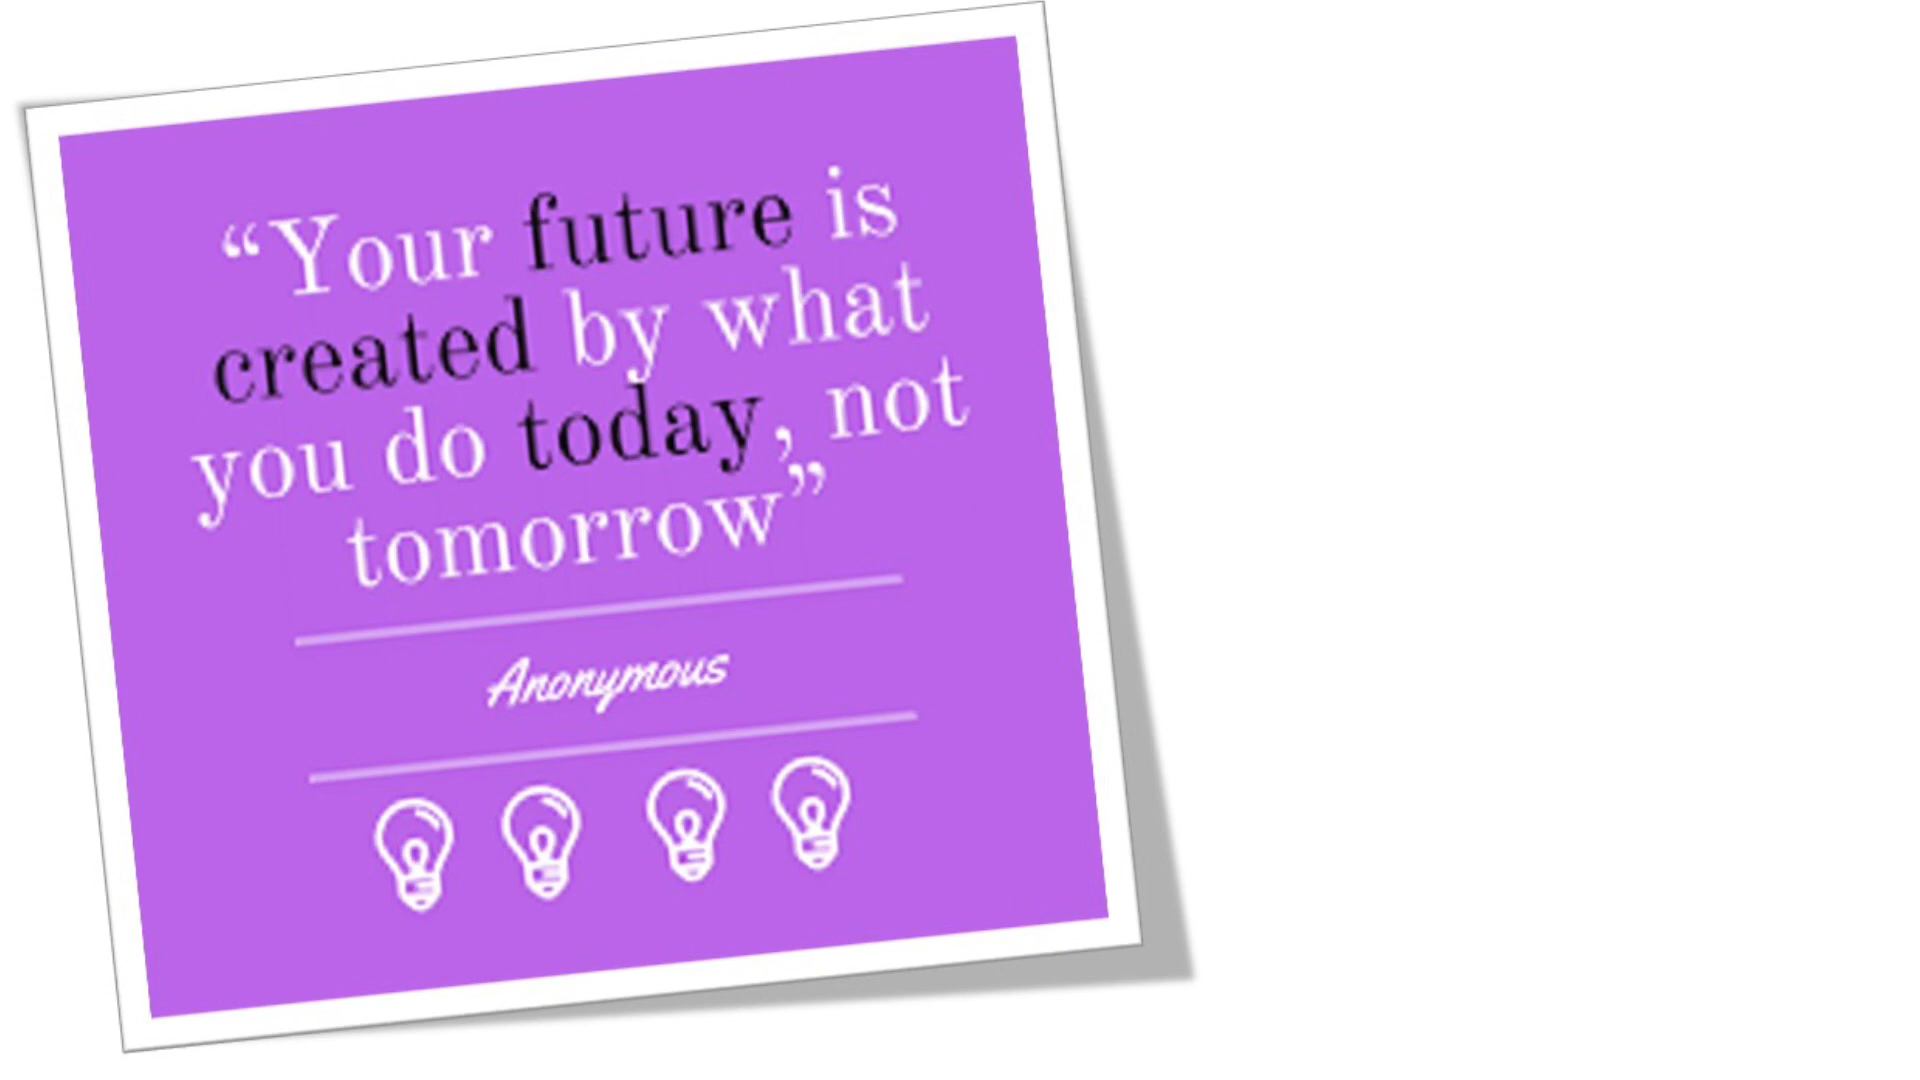 “Your future is
created by what
you do today, not
tomorrow”
Anonymous